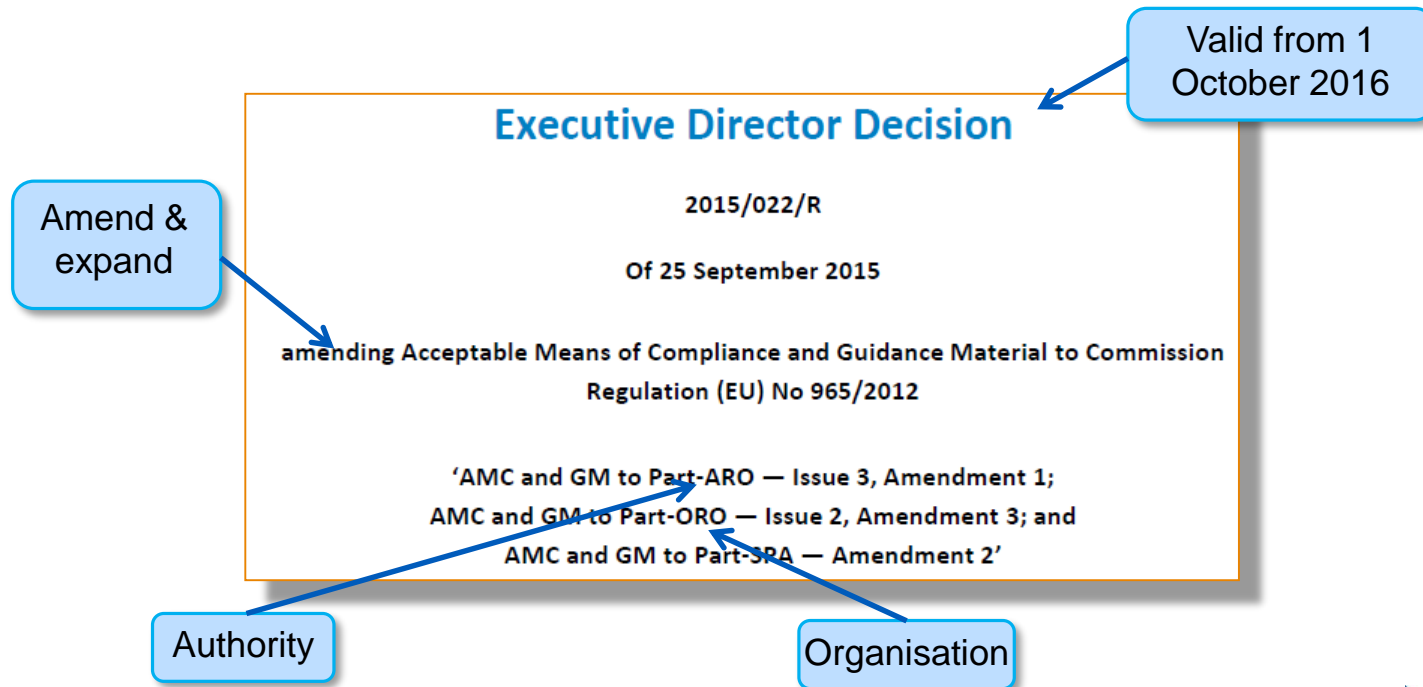 Valid from 1
October 2016
Executive Director Decision
2015/022/R
Amend &
expand
Of 25 September 2015
amending Acceptable Means of Compliance and Guidance Material to Commission
Regulation (EU) No 965/2012
‘AMC and GM to Part-ARO — Issue 3, Amendment 1;
AMC and GM to Part-ORO — Issue 2, Amendment 3; and
AMC and GM to Part-SPA — Amendment 2’
Authority
Organisation